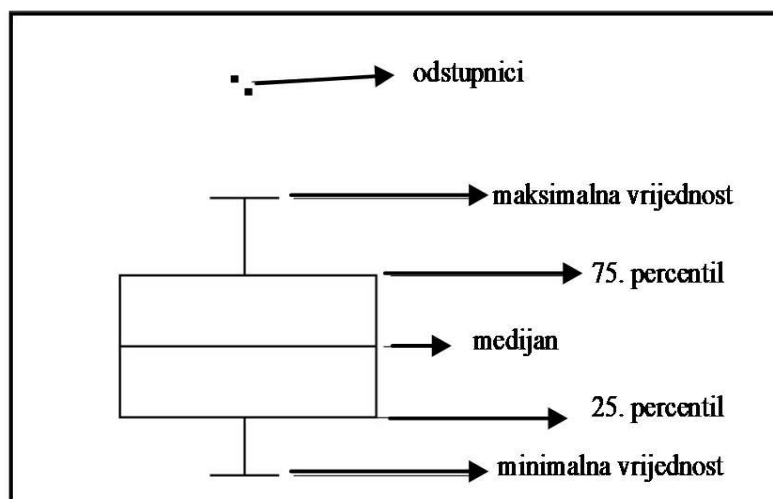 odstupnici
maksimalna vrijednost
75. percentil
medijan
25. percentil
minimalna vrijednost